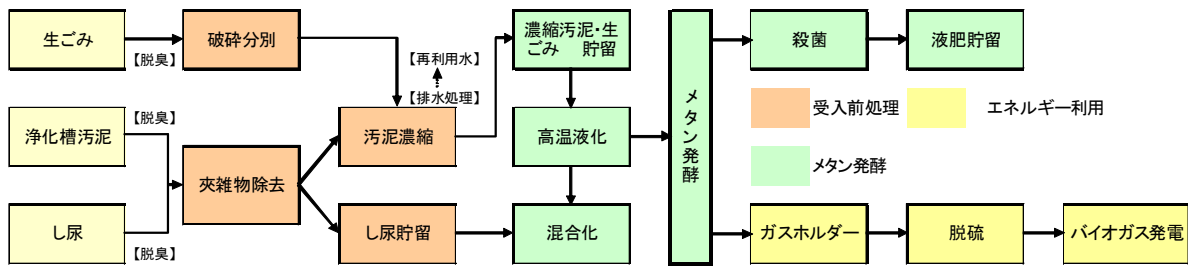 生ごみ
【脱臭】
破砕分別
【再利用水】
【排水処理】
濃縮汚泥・生
ごみ　貯留
殺菌
液肥貯留
浄化槽汚泥
【脱臭】
夾雑物除去
汚泥濃縮
高温液化
メタン発酵
受入前処理
エネルギー利用
メタン発酵
し尿
【脱臭】
し尿貯留
混合化
ガスホルダー
脱硫
バイオガス発電